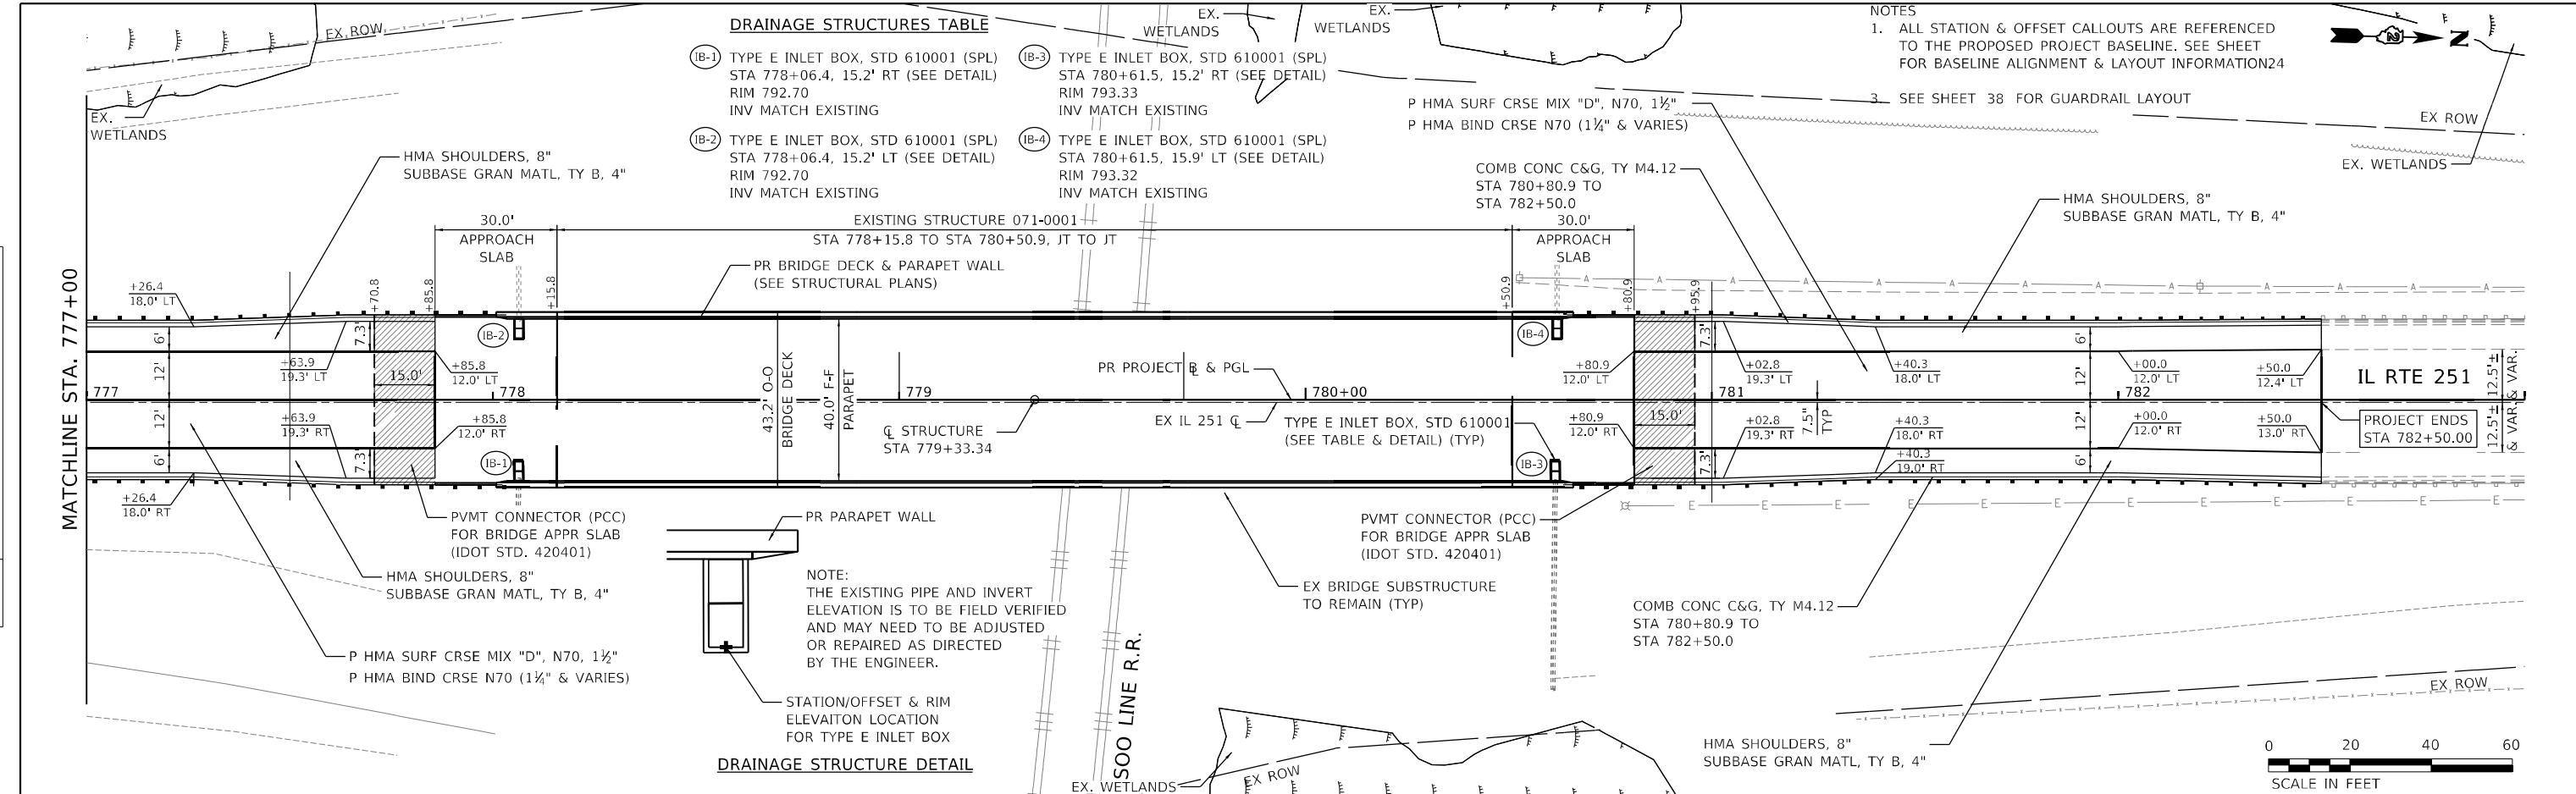 DRAINAGE STRUCTURES TABLE
IB-1 TYPE E INLET BOX, STD 610001 (SPL)
STA 778+06.4, 15.2' RT (SEE DETAIL)
RIM 792.70
INV MATCH EXISTING
IB-2 TYPE E INLET BOX, STD 610001 (SPL)
STA 778+06.4, 15.2' LT (SEE DETAIL)
RIM 792.70
INV MATCH EXISTING
IB-3 TYPE E INLET BOX, STD 610001 (SPL)
STA 780+61.5, 15.2' RT (SEE DETAIL)
RIM 793.33
INV MATCH EXISTING
IB-4 TYPE E INLET BOX, STD 610001 (SPL)
STA 780+61.5, 15.9' LT (SEE DETAIL)
RIM 793.32
INV MATCH EXISTING
NOTES
1. ALL STATION & OFFSET CALLOUTS ARE REFERENCED
TO THE PROPOSED PROJECT BASELINE. SEE SHEET
FOR BASELINE ALIGNMENT & LAYOUT INFORMATION24
3. SEE SHEET 38 FOR GUARDRAIL LAYOUT
N
EX ROW
EX.
WETLANDS
EX.
WETLANDS
EX.
WETLANDS
EX ROW
EX. WETLANDS
P HMA SURF CRSE MIX "D", N70, 1½"
P HMA BIND CRSE N70 (1¼" & VARIES)
COMB CONC C&G, TY M4.12
STA 780+80.9 TO
STA 782+50.0
HMA SHOULDERS, 8"
SUBBASE GRAN MATL, TY B, 4"
HMA SHOULDERS, 8"
SUBBASE GRAN MATL, TY B, 4"
30.0'
APPROACH
SLAB
EXISTING STRUCTURE 071-0001
STA 778+15.8 TO STA 780+50.9, JT TO JT
30.0'
APPROACH
SLAB
PR BRIDGE DECK & PARAPET WALL
(SEE STRUCTURAL PLANS)
MATCHLINE STA. 777+00
+26.4
18.0' LT
+70.8
+85.8
+15.8
+50.9
+80.9
+95.9
A A A A A A A A A A A A A
6'
12'
12'
6'
7.3'
7.3'
+63.9
19.3' LT
+63.9
19.3' RT
15.0'
+85.8
12.0' LT
+85.8
12.0' RT
IB-2
IB-1
777
778
779
780+00
781
782
43.2' O-O
BRIDGE DECK
40.0' F-F
PARAPET
℄ STRUCTURE
STA 779+33.34
PR PROJECT ℄ & PGL
EX IL 251 ℄
TYPE E INLET BOX, STD 610001
(SEE TABLE & DETAIL) (TYP)
IB-4
IB-3
+80.9
12.0' LT
+80.9
12.0' RT
15.0'
7.3'
7.3'
+02.8
19.3' LT
+02.8
19.3' RT
7.5"
TYP
+40.3
18.0' LT
+40.3
18.0' RT
+40.3
19.0' RT
6'
12'
12'
6'
+00.0
12.0' LT
+00.0
12.0' RT
+50.0
12.4' LT
+50.0
13.0' RT
IL RTE 251
12.5'±
& VAR.
12.5'±
& VAR.
PROJECT ENDS
STA 782+50.00
E E E E E E E E E E E E
+26.4
18.0' RT
PVMT CONNECTOR (PCC)
FOR BRIDGE APPR SLAB
(IDOT STD. 420401)
HMA SHOULDERS, 8"
SUBBASE GRAN MATL, TY B, 4"
P HMA SURF CRSE MIX "D", N70, 1½"
P HMA BIND CRSE N70 (1¼" & VARIES)
PR PARAPET WALL
NOTE:
THE EXISTING PIPE AND INVERT
ELEVATION IS TO BE FIELD VERIFIED
AND MAY NEED TO BE ADJUSTED
OR REPAIRED AS DIRECTED
BY THE ENGINEER.
STATION/OFFSET & RIM
ELEVAITON LOCATION
FOR TYPE E INLET BOX
DRAINAGE STRUCTURE DETAIL
SOO LINE R.R.
PVMT CONNECTOR (PCC)
FOR BRIDGE APPR SLAB
(IDOT STD. 420401)
EX BRIDGE SUBSTRUCTURE
TO REMAIN (TYP)
COMB CONC C&G, TY M4.12
STA 780+80.9 TO
STA 782+50.0
HMA SHOULDERS, 8"
SUBBASE GRAN MATL, TY B, 4"
EX. WETLANDS
EX ROW
EX ROW
0 20 40 60
SCALE IN FEET